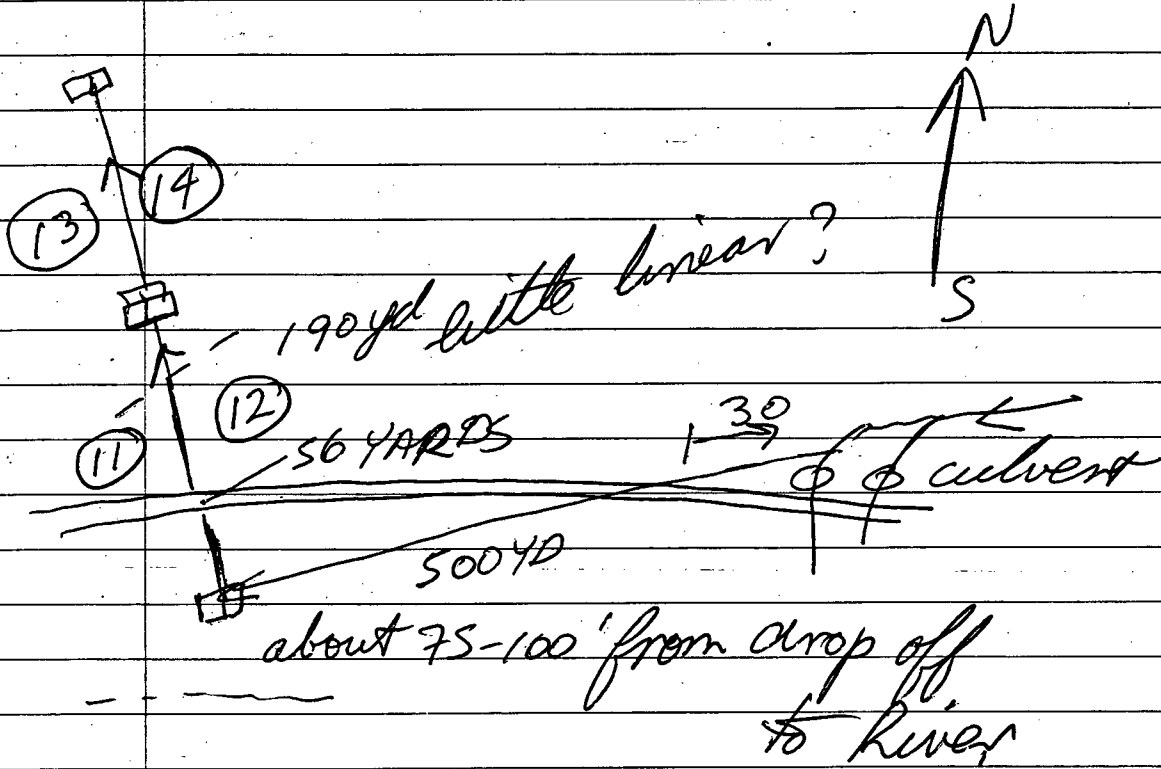 N
14
13
190yd little linear?
S
12
11
56 YARDS
30
culvert
500YD
about 75-100' from drop off
to River